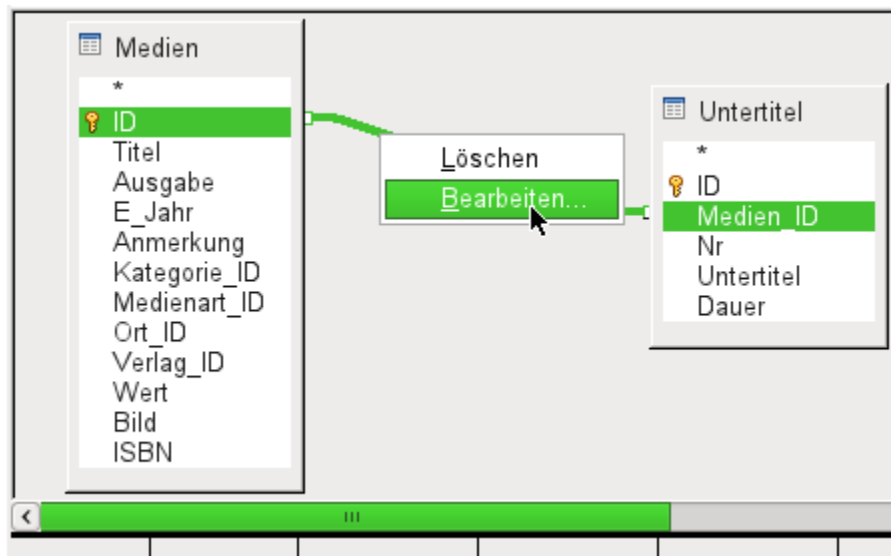 Medien
*
ID
Titel
Ausgabe
E_Jahr
Anmerkung
Kategorie_ID
Medienart_ID
Ort_ID
Verlag_ID
Wert
Bild
ISBN
Löschen
Bearbeiten...
Untertitel
*
ID
Medien_ID
Nr
Untertitel
Dauer